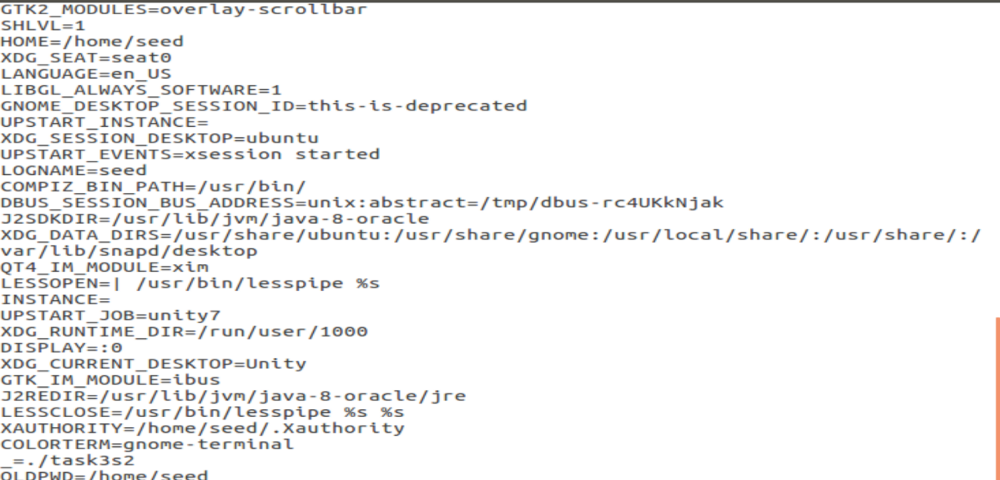 GTK2_MODULES=overlay-scrollbar
SHLVL=1
HOME=/home/seed
XDG_SEAT=seat0
LANGUAGE=en_US
LIBGL_ALWAYS_SOFTWARE=1
GNOME_DESKTOP_SESSION_ID=this-is-deprecated
UPSTART_INSTANCE=
XDG_SESSION_DESKTOP=ubuntu
UPSTART_EVENTS=xsession started
LOGNAME=seed
COMPIZ_BIN_PATH=/usr/bin/
DBUS_SESSION_BUS_ADDRESS=unix:abstract=/tmp/dbus-rc4UKkNjak
J2SDKDIR=/usr/lib/jvm/java-8-oracle
XDG_DATA_DIRS=/usr/share/ubuntu:/usr/share/gnome:/usr/local/share/:/usr/share/:/
var/lib/snapd/desktop
QT4_IM_MODULE=xim
LESSOPEN=| /usr/bin/lesspipe %s
INSTANCE=
UPSTART_JOB=unity7
XDG_RUNTIME_DIR=/run/user/1000
DISPLAY=:0
XDG_CURRENT_DESKTOP=Unity
GTK_IM_MODULE=ibus
J2REDIR=/usr/lib/jvm/java-8-oracle/jre
LESSCLOSE=/usr/bin/lesspipe %s %s
XAUTHORITY=/home/seed/.Xauthority
COLORTERM=gnome-terminal
_=./task3s2
OLDPWD=/home/seed